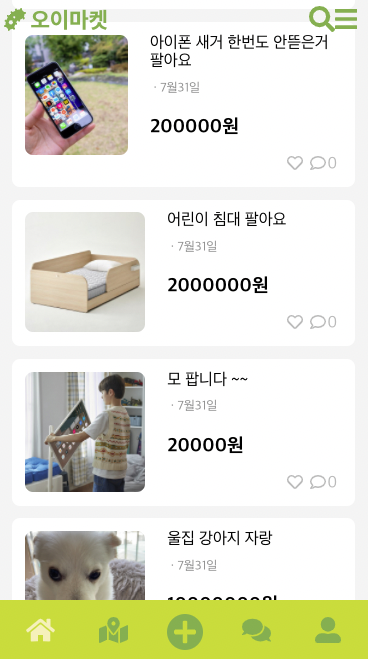 오이마켓
아이폰 새거 한번도 안뜯은거
팔아요
· 7월31일
200000원
0
어린이 침대 팔아요
· 7월31일
2000000원
0
모 팝니다 ~~
· 7월31일
20000원
0
울집 강아지 자랑
· 7월31일